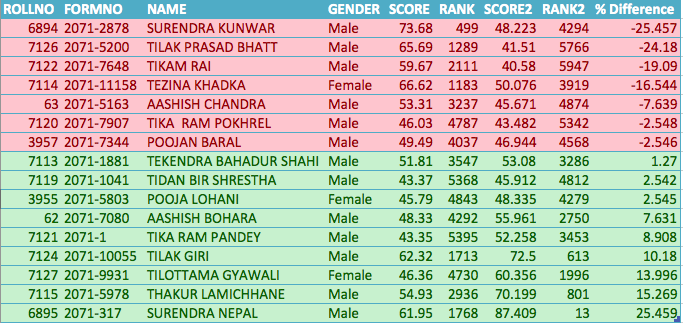 ROLLNO FORMNO NAME GENDER SCORE RANK SCORE2 RANK2 % Difference
6894 2071-2878 SURENDRA KUNWAR Male 73.68 499 48.223 4294 -25.457
7126 2071-5200 TILAK PRASAD BHATT Male 65.69 1289 41.51 5766 -24.18
7122 2071-7648 TIKAM RAI Male 59.67 2111 40.58 5947 -19.09
7114 2071-11158 TEZINA KHADKA Female 66.62 1183 50.076 3919 -16.544
63 2071-5163 AASHISH CHANDRA Male 53.31 3237 45.671 4874 -7.639
7120 2071-7907 TIKA  RAM POKHREL Male 46.03 4787 43.482 5342 -2.548
3957 2071-7344 POOJAN BARAL Male 49.49 4037 46.944 4568 -2.546
7113 2071-1881 TEKENDRA BAHADUR SHAHI Male 51.81 3547 53.08 3286 1.27
7119 2071-1041 TIDAN BIR SHRESTHA Male 43.37 5368 45.912 4812 2.542
3955 2071-5803 POOJA LOHANI Female 45.79 4843 48.335 4279 2.545
62 2071-7080 AASHISH BOHARA Male 48.33 4292 55.961 2750 7.631
7121 2071-1 TIKA RAM PANDEY Male 43.35 5395 52.258 3453 8.908
7124 2071-10055 TILAK GIRI Male 62.32 1713 72.5 613 10.18
7127 2071-9931 TILOTTAMA GYAWALI Female 46.36 4730 60.356 1996 13.996
7115 2071-5978 THAKUR LAMICHHANE Male 54.93 2936 70.199 801 15.269
6895 2071-317 SURENDRA NEPAL Male 61.95 1768 87.409 13 25.459